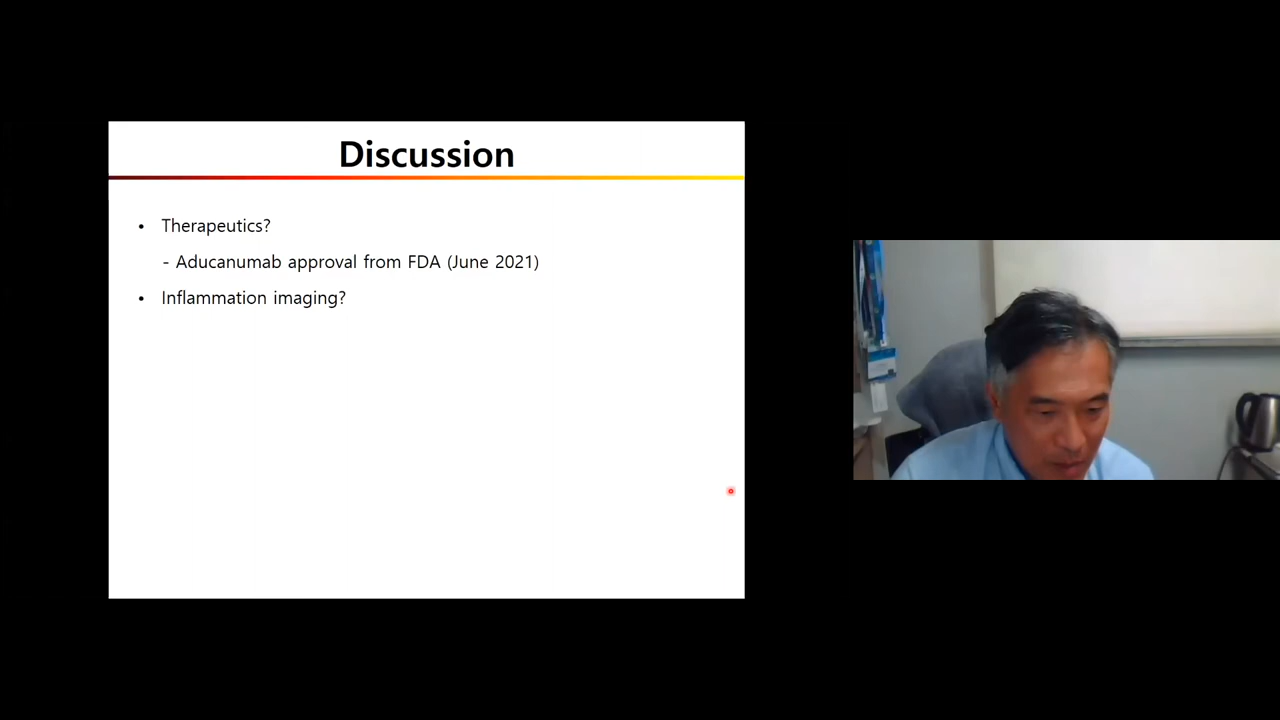 Discussion
• Therapeutics?
- Aducanumab approval from FDA (June 2021)
• Inflammation imaging?